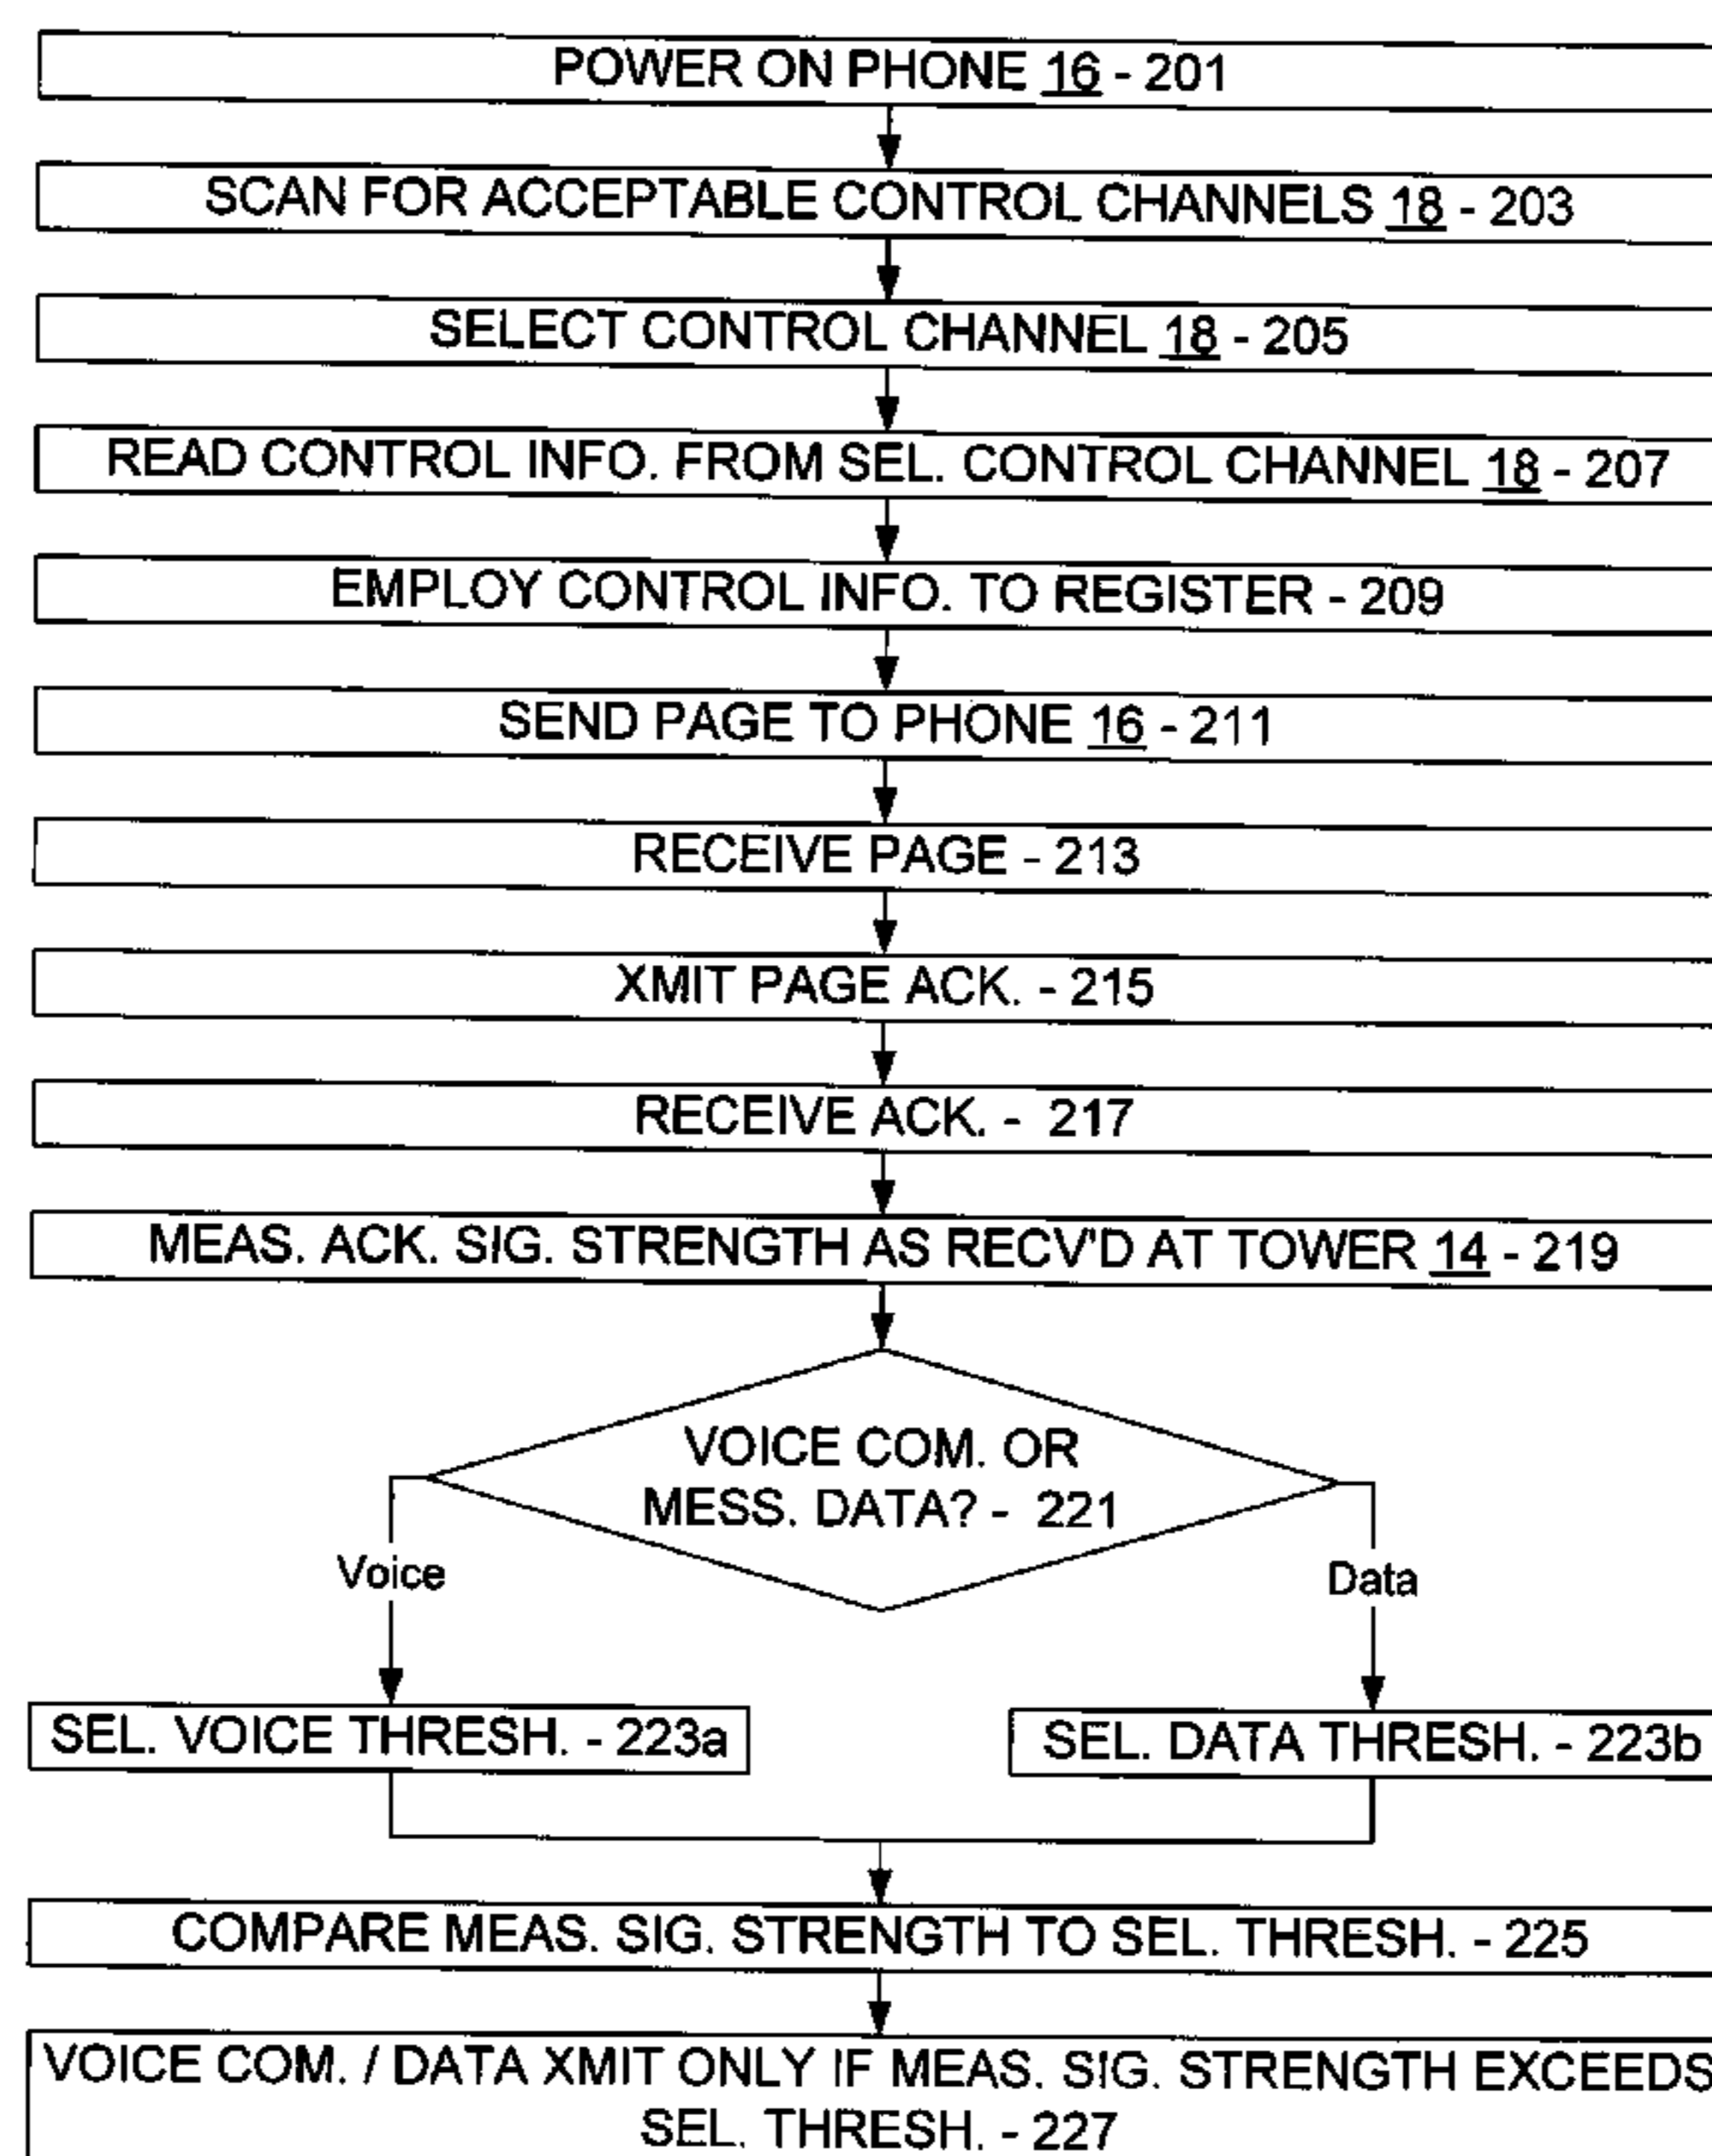 POWER ON PHONE 16 - 201
SCAN FOR ACCEPTABLE CONTROL CHANNELS 18 - 203
SELECT CONTROL CHANNEL 18 - 205
READ CONTROL INFO. FROM SEL. CONTROL CHANNEL 18 - 207
EMPLOY CONTROL INFO. TO REGISTER - 209
SEND PAGE TO PHONE 16 - 211
RECEIVE PAGE - 213
XMIT PAGE ACK. - 215
RECEIVE ACK. - 217
MEAS. ACK. SIG. STRENGTH AS RECV'D AT TOWER 14 - 219
VOICE COM. OR
MESS. DATA? - 221
Voice
Data
SEL. VOICE THRESH. - 223a
SEL. DATA THRESH. - 223b
COMPARE MEAS. SIG. STRENGTH TO SEL. THRESH. - 225
VOICE COM. / DATA XMIT ONLY IF MEAS. SIG. STRENGTH EXCEEDS
SEL. THRESH. - 227